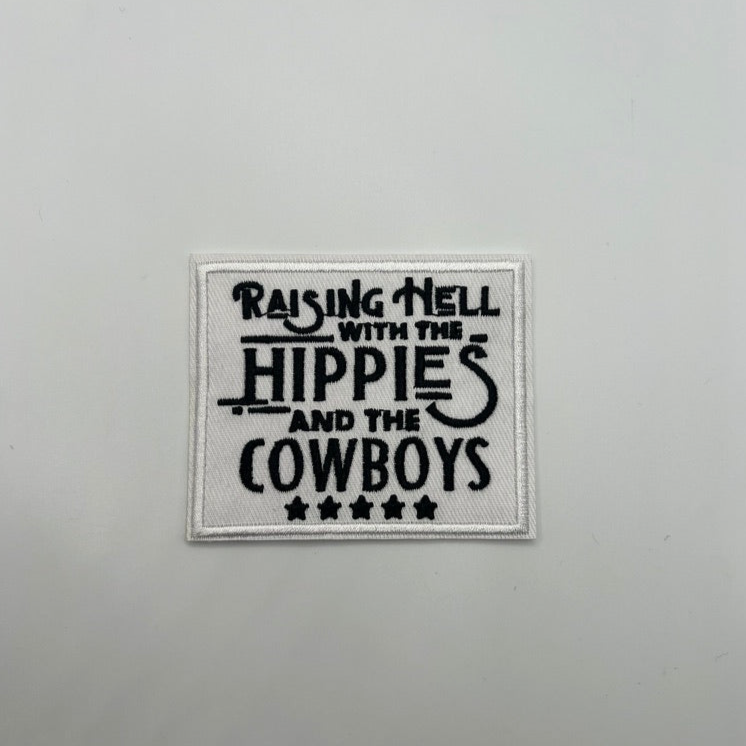 RAISING HELL
WITH THE
HIPPIES
AND THE
COWBOYS